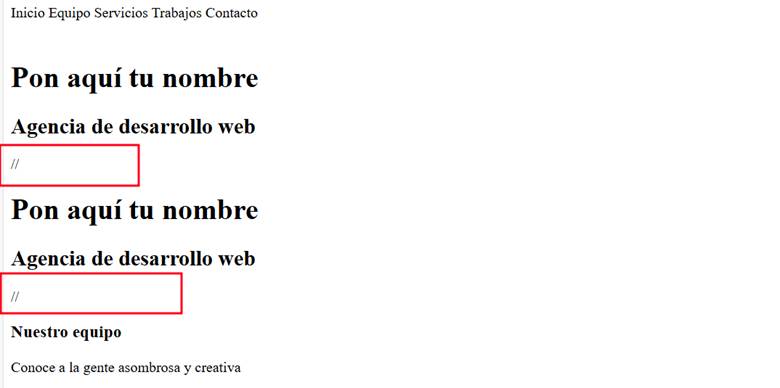 Inicio Equipo Servicios Trabajos Contacto
Pon aquí tu nombre
Agencia de desarrollo web
//
Pon aquí tu nombre
Agencia de desarrollo web
//
Nuestro equipo
Conoce a la gente asombrosa y creativa